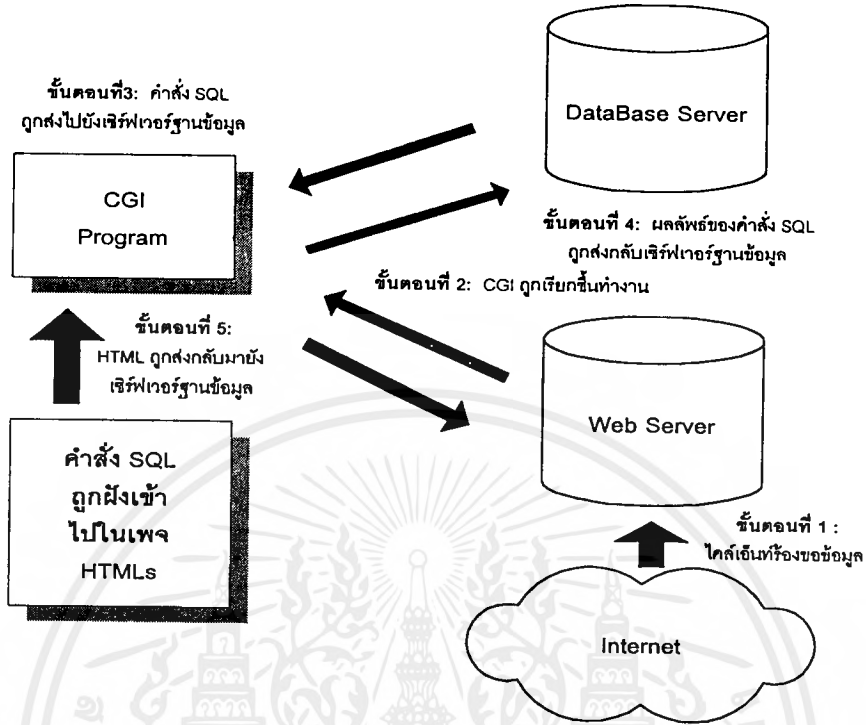 ขั้นตอนที่3: คำสั่ง SQL
ถูกส่งไปยังเซิร์ฟเวอร์ฐานข้อมูล
CGI
Program
DataBase Server
ขั้นตอนที่ 4: ผลลัพธ์ของคำสั่ง SQL
ถูกส่งกลับเซิร์ฟเวอร์ฐานข้อมูล
ขั้นตอนที่ 2: CGI ถูกเรียกขึ้นทำงาน
ขั้นตอนที่ 5:
HTML ถูกส่งกลับมายัง
เซิร์ฟเวอร์ฐานข้อมูล
Web Server
คำสั่ง SQL
ถูกฝังเข้า
ไปในเพจ
HTMLs
ขั้นตอนที่ 1 :
ไคล์เอ็นท์ร้องขอข้อมูล
Internet